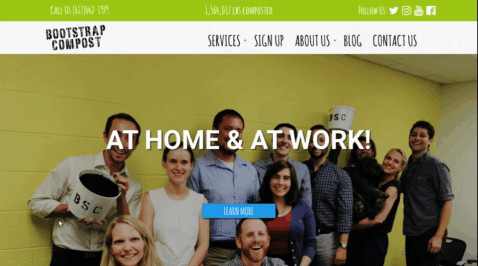 Call Us (617)642-1979
1,564,012 lbs composted
Follow Us:
BOOTSTRAP
COMPOST
SERVICES SIGN UP ABOUT US BLOG CONTACT US
BSC
AT HOME & AT WORK!
BSC
LEARN MORE